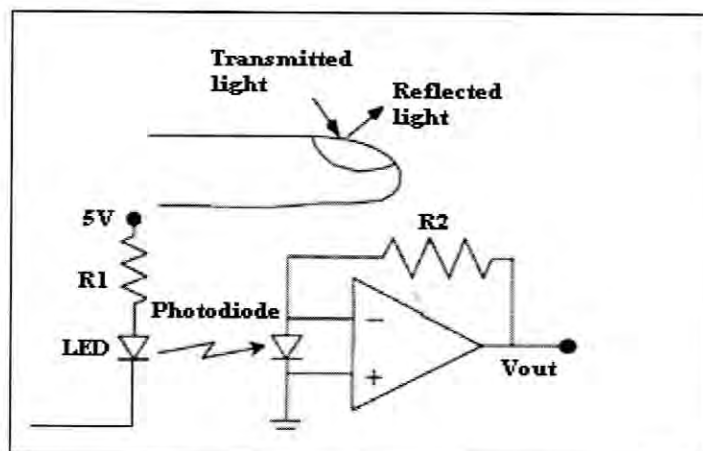 Transmitted
light
Reflected
light
5V
R2
R1
Photodiode
LED
−
+
Vout